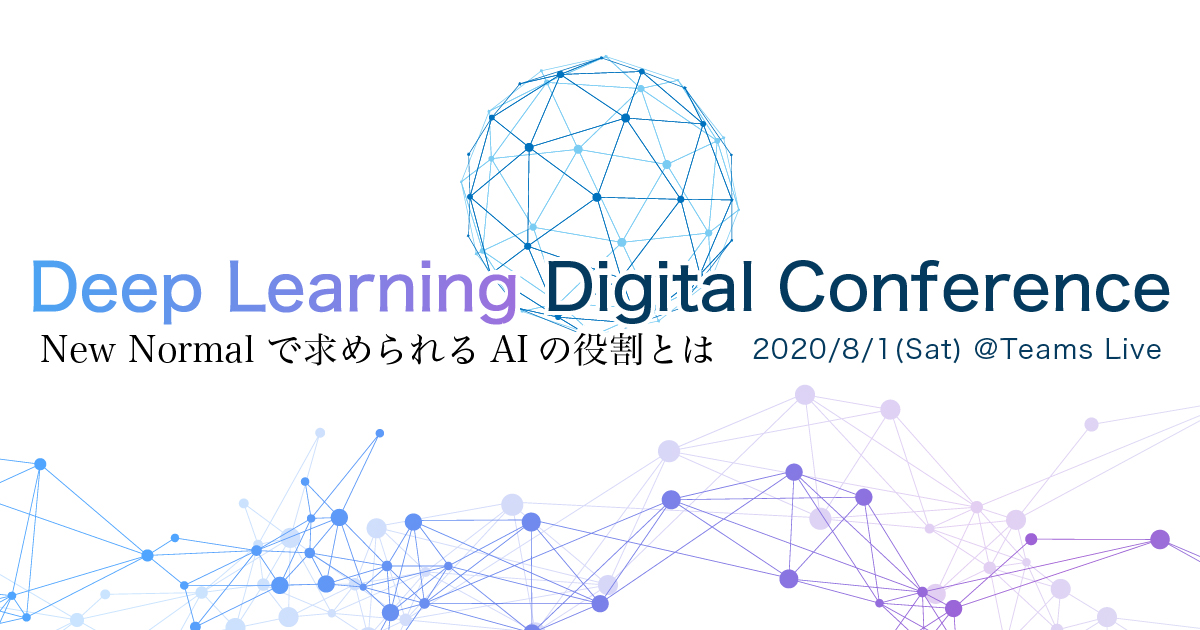 Deep Learning Digital Conference
New Normal で求められる AI の役割とは 2020/8/1(Sat) @Teams Live